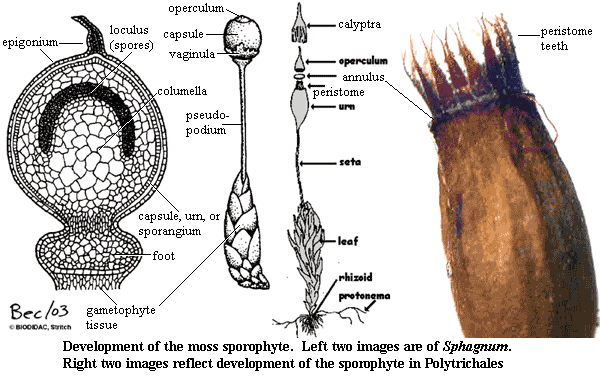 operculum
capsule
vaginula
pseudo-
podium
epigonium
loculus
(spores)
columella
capsule, urn, or
sporangium
foot
gametophyte
tissue
Bec/03
© BIODIDAC, Stritch
calyptra
operculum
annulus
peristome
urn
seta
leaf
rhizoid
protonema
peristome
teeth
Development of the moss sporophyte. Left two images are of Sphagnum.
Right two images reflect development of the sporophyte in Polytrichales